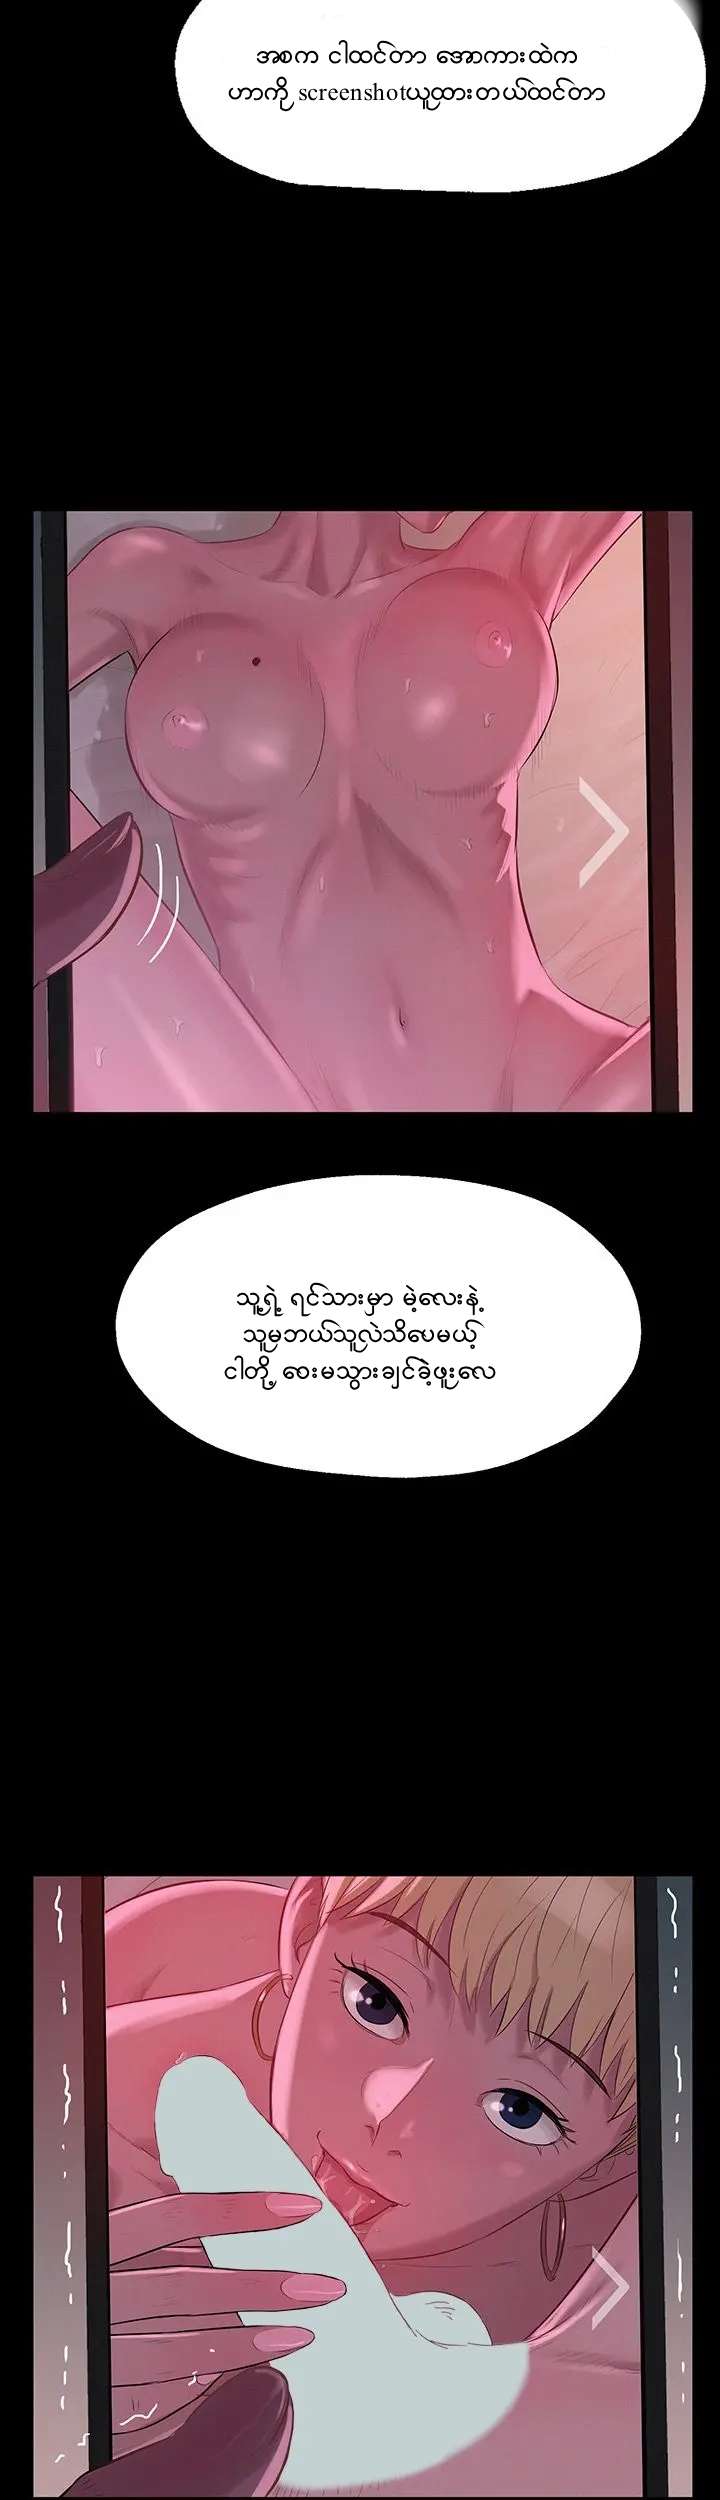 အစက ငါထင်တာ အောကားထဲက
ဟာကို screenshotယူထားတယ်ထင်တာ
သူ့ရဲ့ ရင်သားမှာ မဲ့လေးနဲ့
သူမှဘယ်သူလဲသိပေမယ့်
ငါတို့ ဝေးမသွားချင်ခဲ့ဖူးလေ